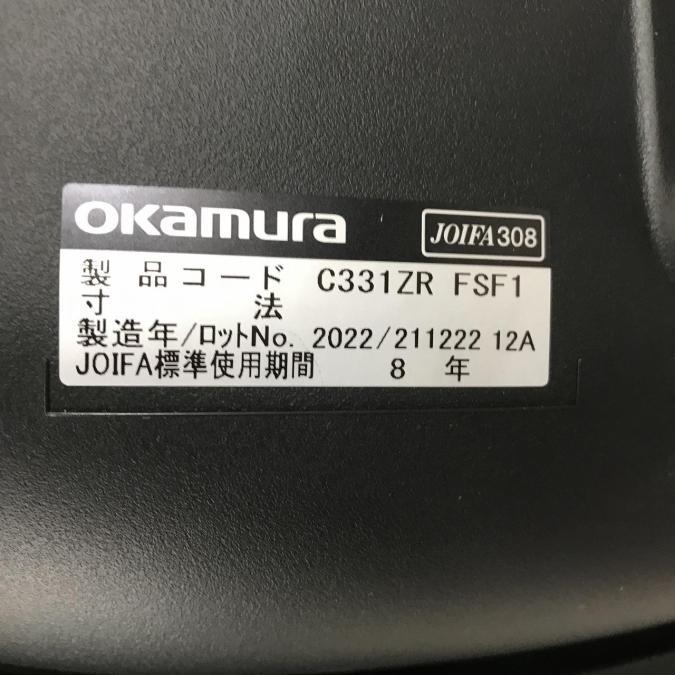 okamura
JOIFA308
製品コード C331ZR FSF1
寸法
製造年/ロットNo. 2022/211222 12A
JOIFA標準使用期間 8 年